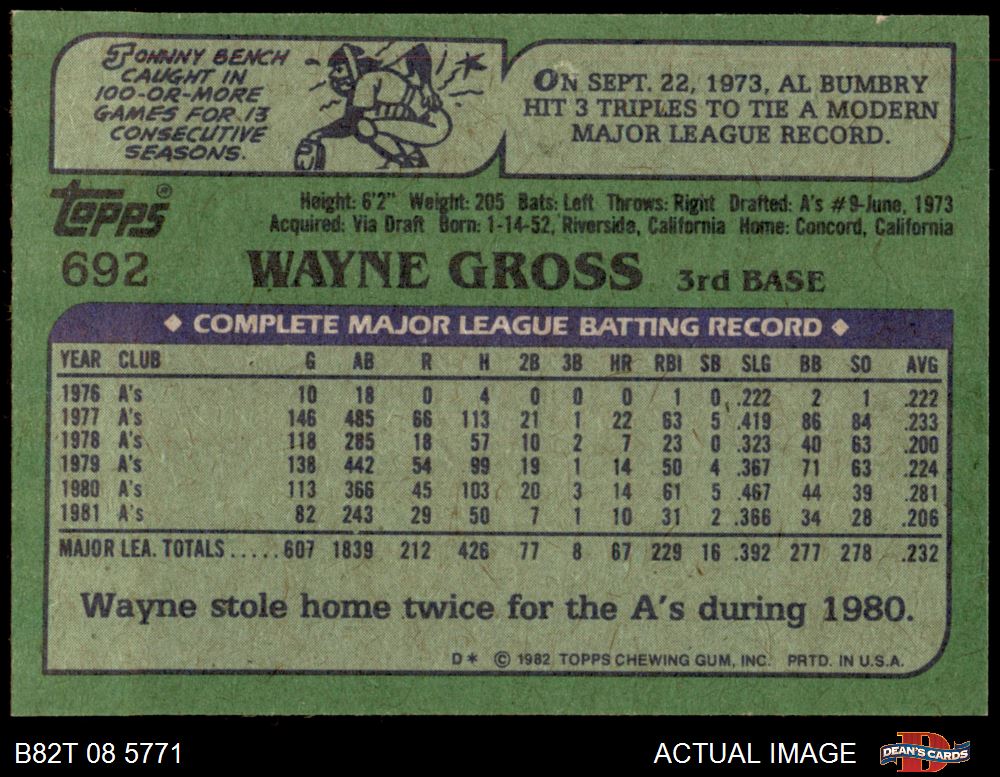 JOHNNY BENCH
CAUGHT IN
100-OR-MORE
GAMES FOR 13
CONSECUTIVE
SEASONS.
ON SEPT. 22, 1973, AL BUMBRY
HIT 3 TRIPLES TO TIE A MODERN
MAJOR LEAGUE RECORD.
Topps®
Height: 6'2" Weight: 205 Bats: Left Throws: Right Drafted: A's #9-June, 1973
Acquired: Via Draft Born: 1-14-52, Riverside, California Home: Concord, California
692 WAYNE GROSS 3rd BASE
◆ COMPLETE MAJOR LEAGUE BATTING RECORD ◆
YEAR CLUB G AB R H 2B 3B HR RBI SB SLG BB SO AVG
1976 A's 10 18 0 4 0 0 0 1 0 .222 2 1 .222
1977 A's 146 485 66 113 21 1 22 63 5 .419 86 84 .233
1978 A's 118 285 18 57 10 2 7 23 0 .323 40 63 .200
1979 A's 138 442 54 99 19 1 14 50 4 .367 71 63 .224
1980 A's 113 366 45 103 20 3 14 61 5 .467 44 39 .281
1981 A's 82 243 29 50 7 1 10 31 2 .366 34 28 .206
MAJOR LEA. TOTALS.....607 1839 212 426 77 8 67 229 16 .392 277 278 .232
Wayne stole home twice for the A's during 1980.
D* © 1982 TOPPS CHEWING GUM, INC. PRTD. IN U.S.A.
B82T 08 5771 ACTUAL IMAGE DEAN'S CARDS